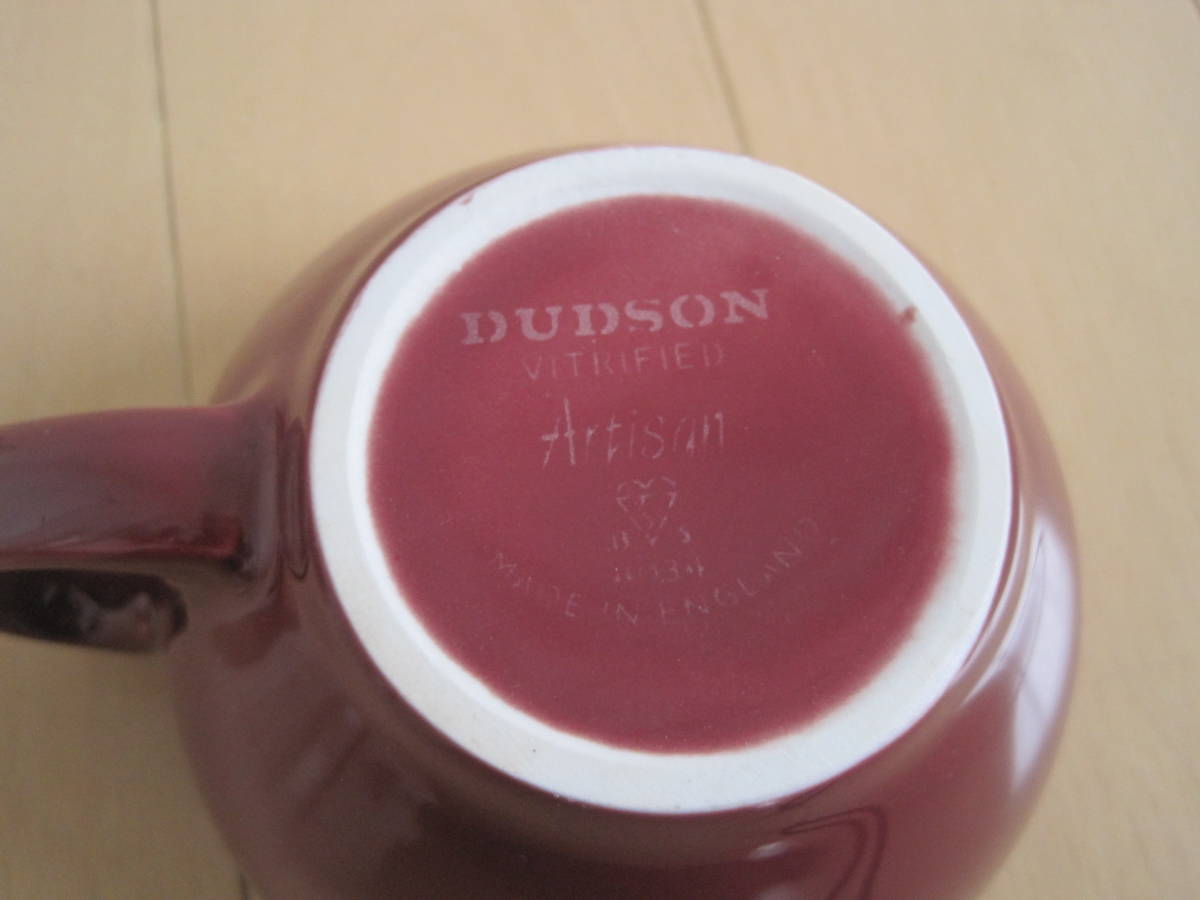 DUDSON
VITRIFIED
Artisan
MADE IN ENGLAND